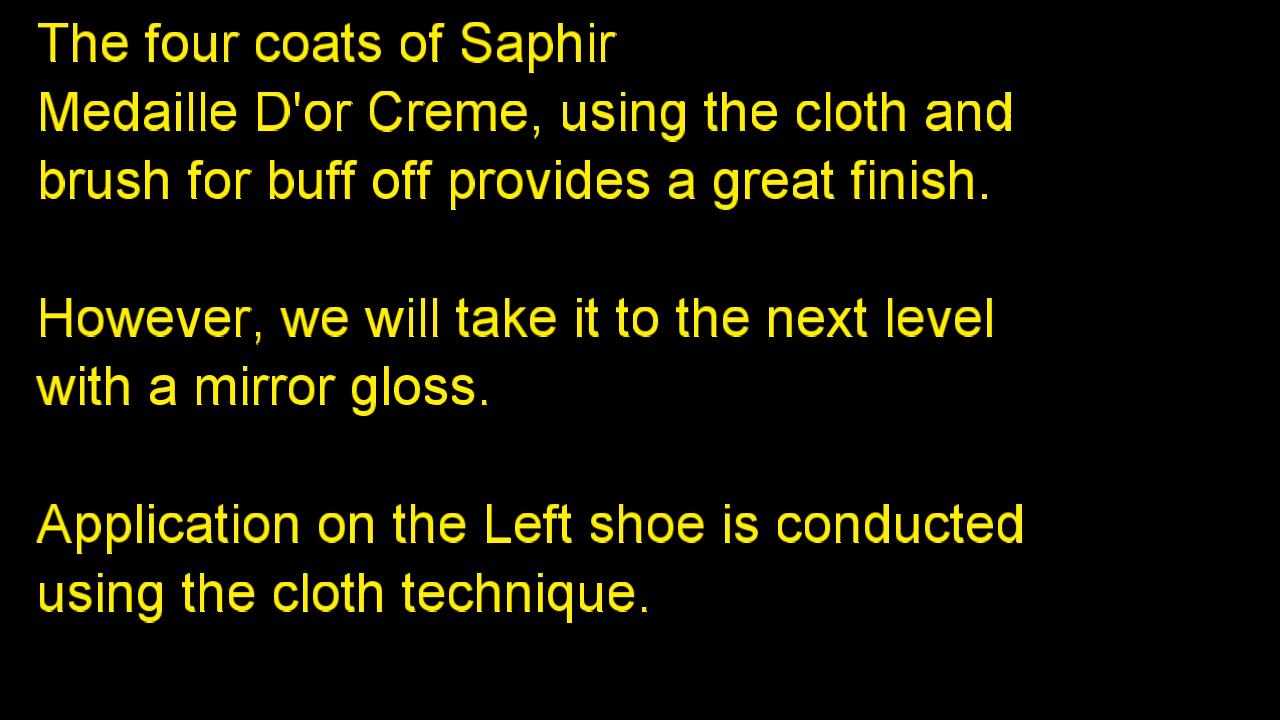 The four coats of Saphir
Medaille D'or Creme, using the cloth and
brush for buff off provides a great finish.
However, we will take it to the next level
with a mirror gloss.
Application on the Left shoe is conducted
using the cloth technique.